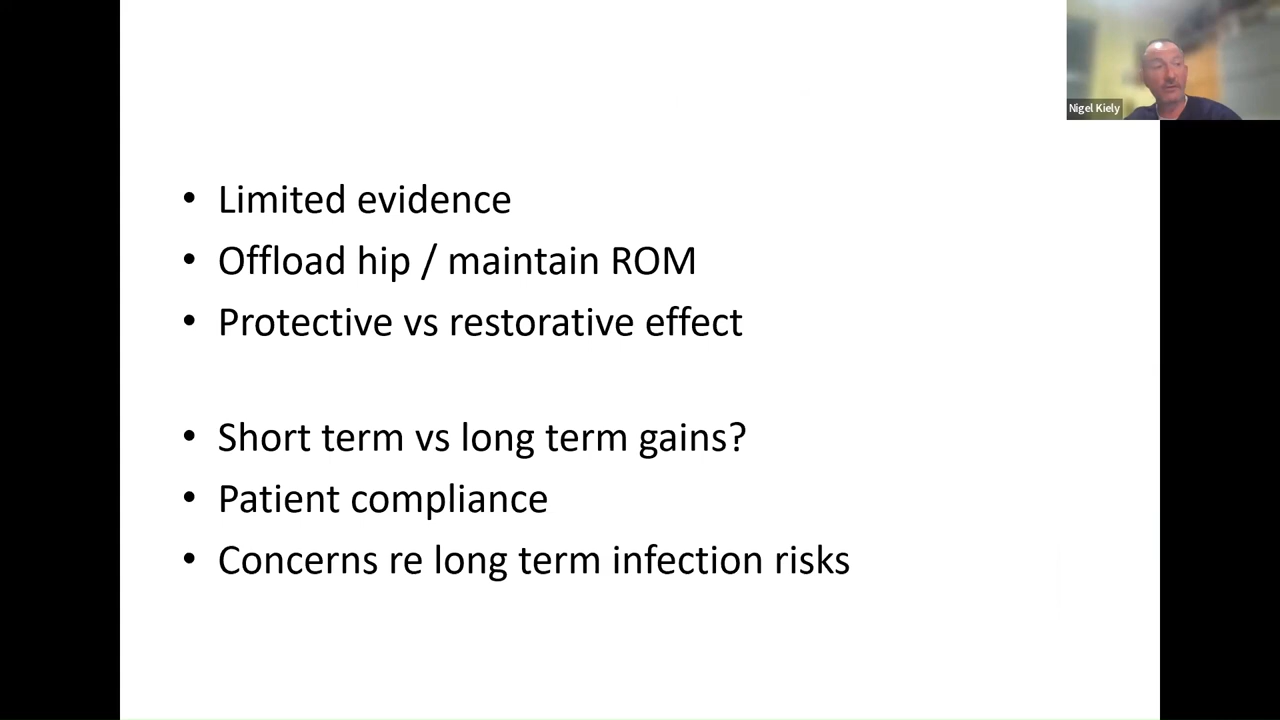 Nigel Kiely
• Limited evidence
• Offload hip / maintain ROM
• Protective vs restorative effect
• Short term vs long term gains?
• Patient compliance
• Concerns re long term infection risks